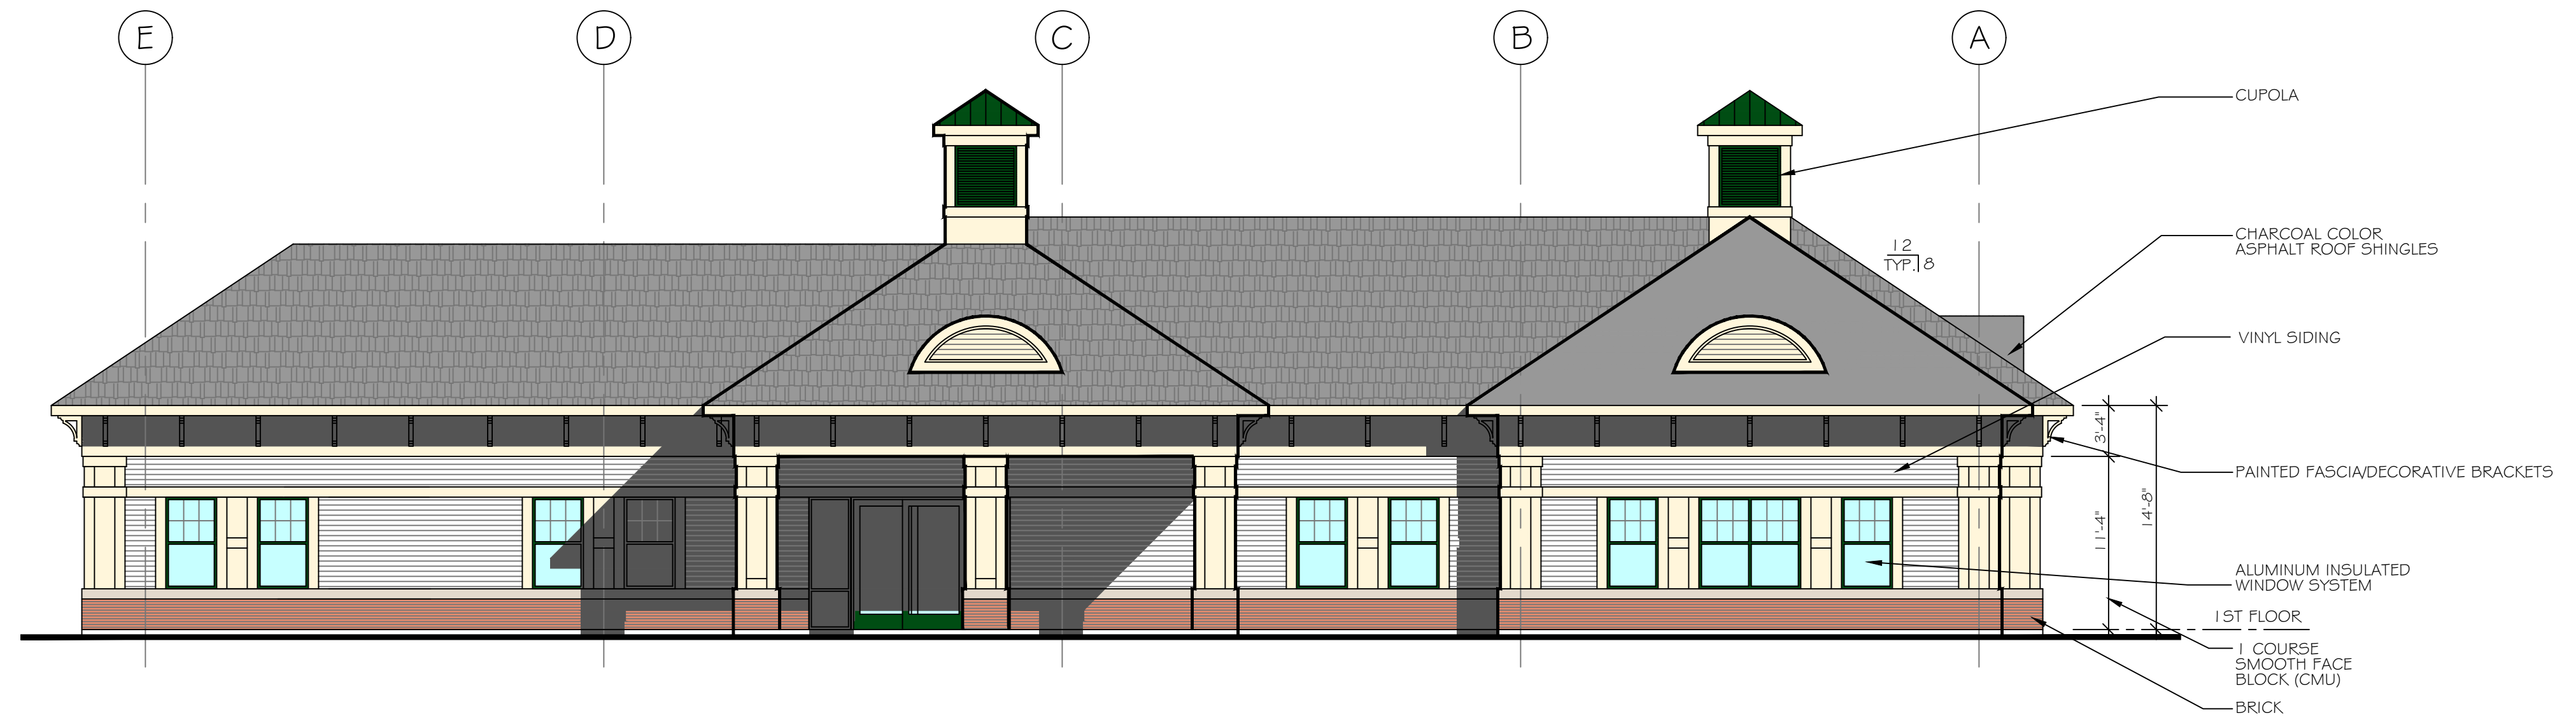 E D C B A
CUPOLA
CHARCOAL COLOR
ASPHALT ROOF SHINGLES
12
TYP. 8
VINYL SIDING
3'-4"
PAINTED FASCIA/DECORATIVE BRACKETS
11'-4"
14'-8"
ALUMINUM INSULATED
WINDOW SYSTEM
1ST FLOOR
1 COURSE
SMOOTH FACE
BLOCK (CMU)
BRICK